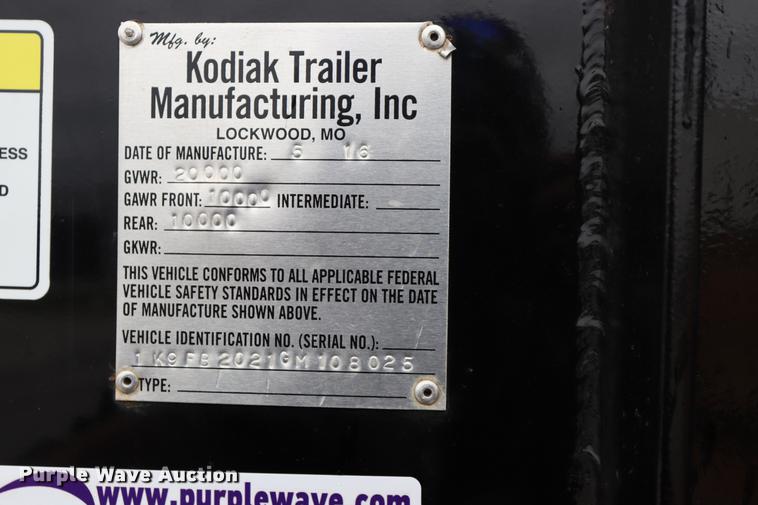 Mfg. by:
Kodiak Trailer
Manufacturing, Inc
LOCKWOOD, MO
DATE OF MANUFACTURE: 5 16
GVWR: 20000
GAWR FRONT: 10000 INTERMEDIATE:
REAR: 10000
GKWR:
THIS VEHICLE CONFORMS TO ALL APPLICABLE FEDERAL
VEHICLE SAFETY STANDARDS IN EFFECT ON THE DATE
OF MANUFACTURE SHOWN ABOVE.
VEHICLE IDENTIFICATION NO. (SERIAL NO.):
1K9FB2021GM108025
TYPE:
ESS
D
Purple Wave Auction
www.purplewave.com